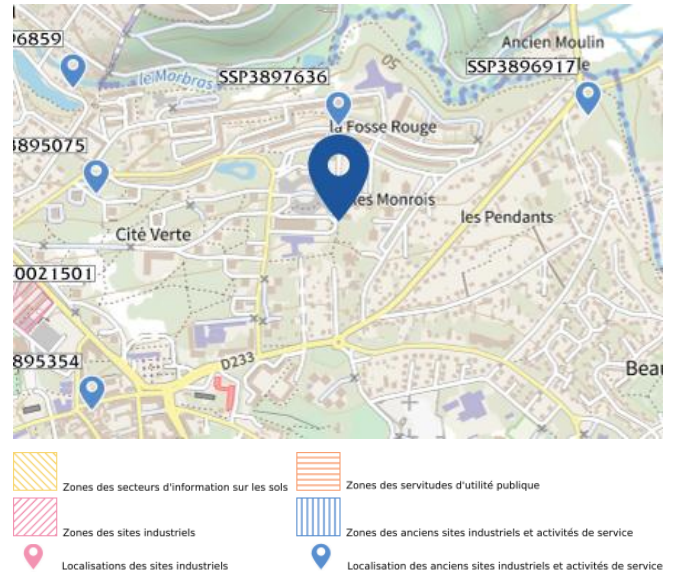 96859
Ancien Moulin
le Morbras
SSP3897636
SSP3896917
le
50
la Fosse Rouge
3895075
les Monrois
les Pendants
Cité Verte
0021501
D233
895354
Beau
Zones des secteurs d'information sur les sols
Zones des servitudes d'utilité publique
Zones des sites industriels
Zones des anciens sites industriels et activités de service
Localisations des sites industriels
Localisation des anciens sites industriels et activités de service